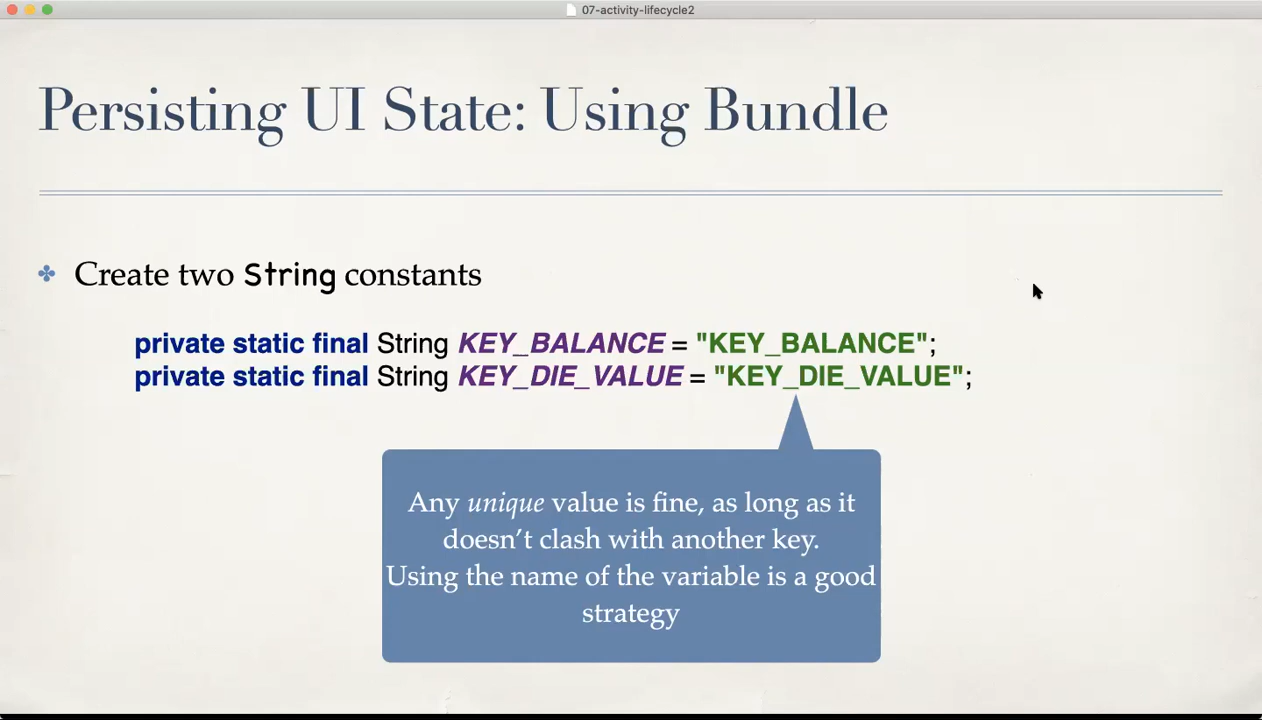 07-activity-lifecycle2
Persisting UI State: Using Bundle
Create two String constants
private static final String KEY_BALANCE = "KEY_BALANCE";
private static final String KEY_DIE_VALUE = "KEY_DIE_VALUE";
Any unique value is fine, as long as it
doesn’t clash with another key.
Using the name of the variable is a good
strategy